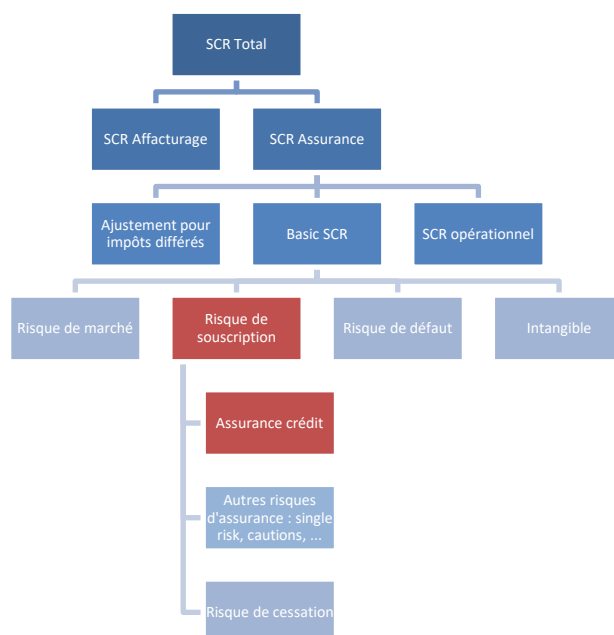 SCR Total
SCR Affacturage
SCR Assurance
Ajustement pour
impôts différés
Basic SCR
SCR opérationnel
Risque de marché
Risque de
souscription
Risque de défaut
Intangible
Assurance crédit
Autres risques
d'assurance : single
risk, cautions, ...
Risque de cessation